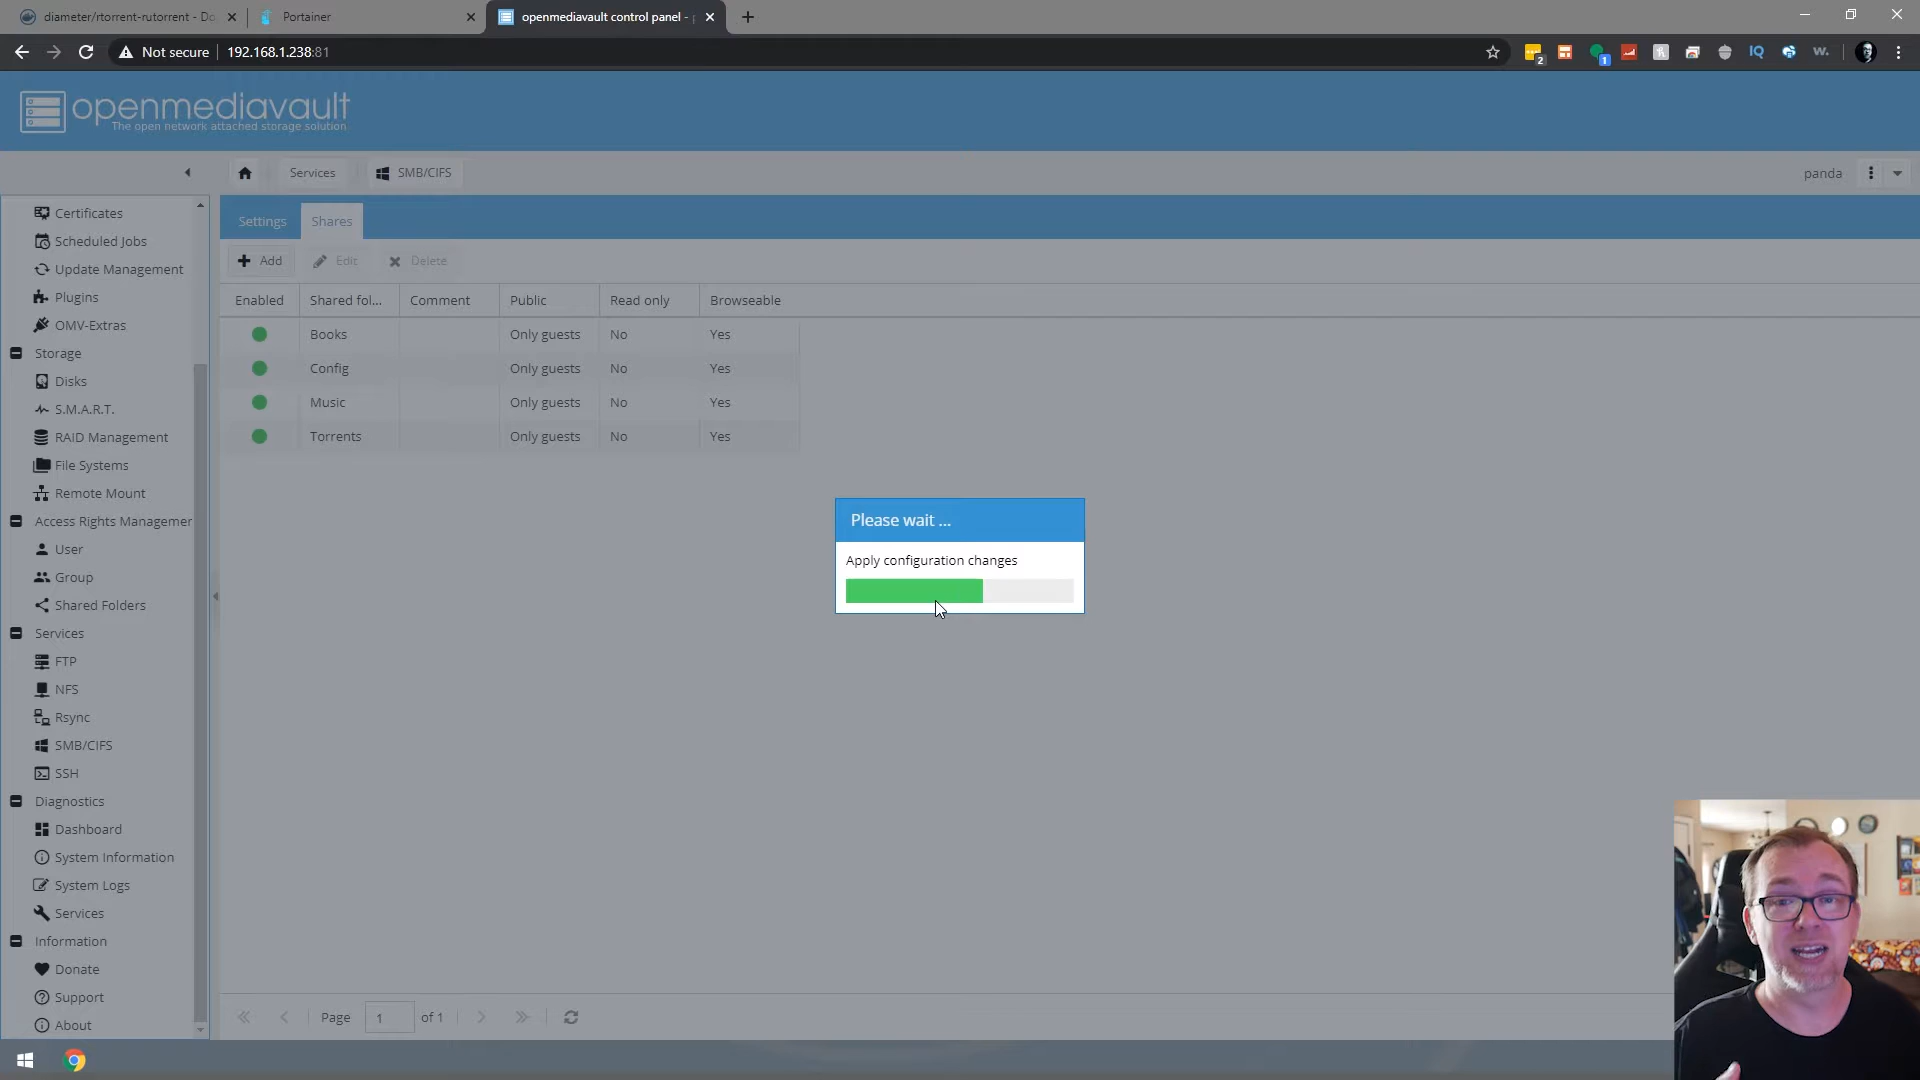 diameter/rtorrent-rutorrent - Do
Portainer
openmediavault control panel -
Not secure
192.168.1.238:81
2
1
IQ
w.
openmediavault
The open network attached storage solution
Services
SMB/CIFS
panda
Certificates
Scheduled Jobs
Update Management
Plugins
OMV-Extras
Storage
Disks
S.M.A.R.T.
RAID Management
File Systems
Remote Mount
Access Rights Managemen
User
Group
Shared Folders
Services
FTP
NFS
Rsync
SMB/CIFS
SSH
Diagnostics
Dashboard
System Information
System Logs
Services
Information
Donate
Support
About
Settings
Shares
Add
Edit
Delete
Enabled Shared fol... Comment Public Read only Browseable
Books Only guests No Yes
Config Only guests No Yes
Music Only guests No Yes
Torrents Only guests No Yes
Please wait ...
Apply configuration changes
Page 1 of 1